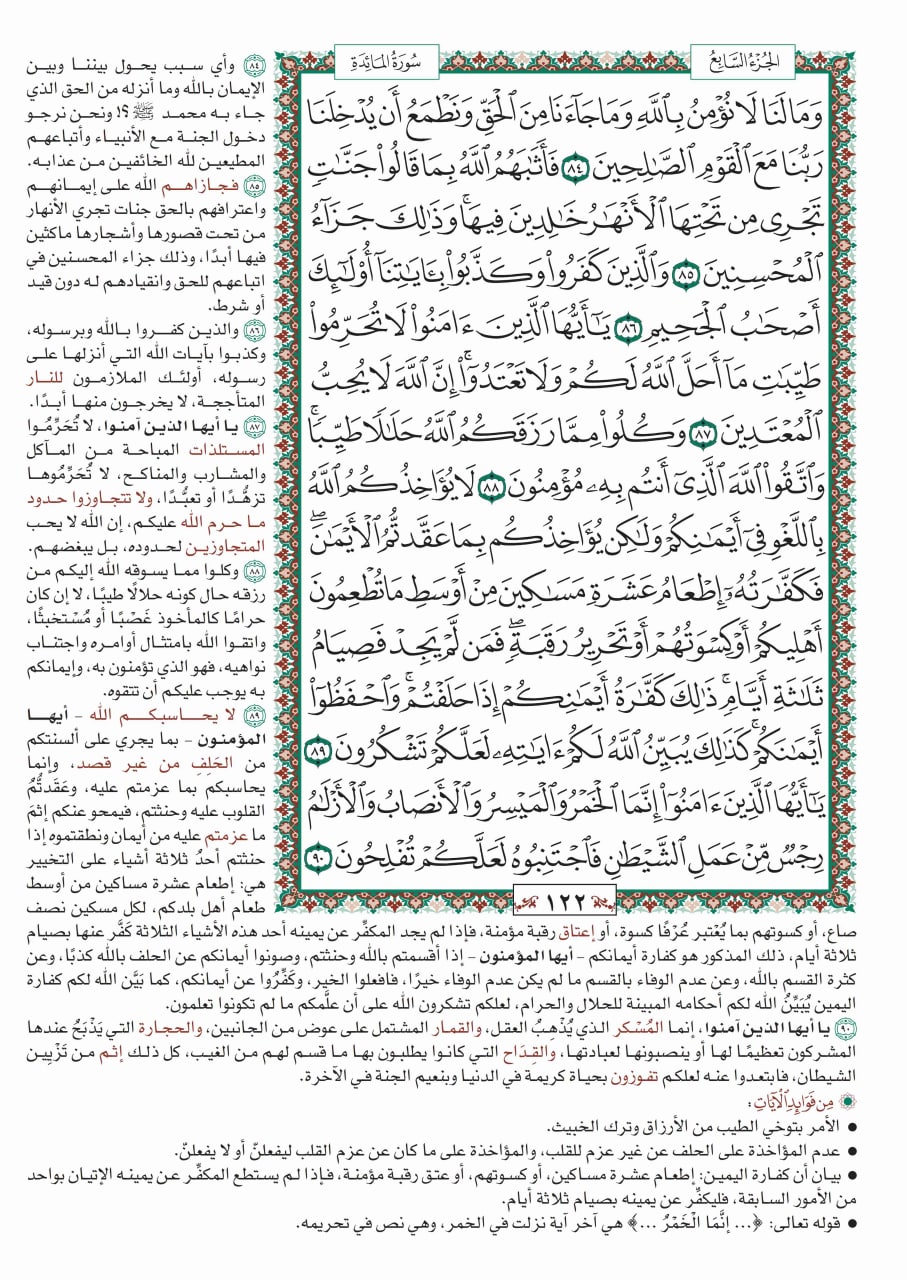 الجُزْءُ السَّابِعُ
سُورَةُ المَائِدَةِ
وَمَا لَنَا لَا نُؤْمِنُ بِٱللَّهِ وَمَا جَآءَنَا مِنَ ٱلْحَقِّ وَنَطْمَعُ أَن يُدْخِلَنَا
رَبُّنَا مَعَ ٱلْقَوْمِ ٱلصَّٰلِحِينَ ٨٤ فَأَثَٰبَهُمُ ٱللَّهُ بِمَا قَالُوا۟ جَنَّٰتٍ
تَجْرِى مِن تَحْتِهَا ٱلْأَنْهَٰرُ خَٰلِدِينَ فِيهَا ۚ وَذَٰلِكَ جَزَآءُ
ٱلْمُحْسِنِينَ ٨٥ وَٱلَّذِينَ كَفَرُوا۟ وَكَذَّبُوا۟ بِـَٔايَٰتِنَآ أُو۟لَٰٓئِكَ
أَصْحَٰبُ ٱلْجَحِيمِ ٨٦ يَٰٓأَيُّهَا ٱلَّذِينَ ءَامَنُوا۟ لَا تُحَرِّمُوا۟
طَيِّبَٰتِ مَآ أَحَلَّ ٱللَّهُ لَكُمْ وَلَا تَعْتَدُوٓا۟ ۚ إِنَّ ٱللَّهَ لَا يُحِبُّ
ٱلْمُعْتَدِينَ ٨٧ وَكُلُوا۟ مِمَّا رَزَقَكُمُ ٱللَّهُ حَلَٰلًا طَيِّبًا ۚ
وَٱتَّقُوا۟ ٱللَّهَ ٱلَّذِىٓ أَنتُم بِهِۦ مُؤْمِنُونَ ٨٨ لَا يُؤَاخِذُكُمُ ٱللَّهُ
بِٱللَّغْوِ فِىٓ أَيْمَٰنِكُمْ وَلَٰكِن يُؤَاخِذُكُم بِمَا عَقَّدتُّمُ ٱلْأَيْمَٰنَ ۖ
فَكَفَّٰرَتُهُۥٓ إِطْعَامُ عَشَرَةِ مَسَٰكِينَ مِنْ أَوْسَطِ مَا تُطْعِمُونَ
أَهْلِيكُمْ أَوْ كِسْوَتُهُمْ أَوْ تَحْرِيرُ رَقَبَةٍ ۖ فَمَن لَّمْ يَجِدْ فَصِيَامُ
ثَلَٰثَةِ أَيَّامٍ ۚ ذَٰلِكَ كَفَّٰرَةُ أَيْمَٰنِكُمْ إِذَا حَلَفْتُمْ ۚ وَٱحْفَظُوٓا۟
أَيْمَٰنَكُمْ ۚ كَذَٰلِكَ يُبَيِّنُ ٱللَّهُ لَكُمْ ءَايَٰتِهِۦ لَعَلَّكُمْ تَشْكُرُونَ ٨٩
يَٰٓأَيُّهَا ٱلَّذِينَ ءَامَنُوٓا۟ إِنَّمَا ٱلْخَمْرُ وَٱلْمَيْسِرُ وَٱلْأَنصَابُ وَٱلْأَزْلَٰمُ
رِجْسٌ مِّنْ عَمَلِ ٱلشَّيْطَٰنِ فَٱجْتَنِبُوهُ لَعَلَّكُمْ تُفْلِحُونَ ٩٠
١٢٢
٨٤ وأي سبب يحول بيننا وبين
الإيمان بالله وما أنزله من الحق الذي
جاء به محمد ﷺ ؟! ونحن نرجو
دخول الجنة مع الأنبياء وأتباعهم
المطيعين لله الخائفين من عذابه.
٨٥ فجازاهم الله على إيمانهم
واعترافهم بالحق جنات تجري الأنهار
من تحت قصورها وأشجارها ماكثين
فيها أبدًا، وذلك جزاء المحسنين في
اتباعهم للحق وانقيادهم له دون قيد
أو شرط.
٨٦ والذين كفروا بالله وبرسوله،
وكذبوا بآيات الله التي أنزلها على
رسوله، أولئك الملازمون للنار
المتأججة، لا يخرجون منها أبدًا.
٨٧ يا أيها الذين آمنوا، لا تُحَرِّمُوا
المستلذات المباحة من المآكل
والمشارب والمناكح، لا تُحَرِّموها
تزهُّدًا أو تعبُّدًا، ولا تتجاوزوا حدود
ما حرم الله عليكم، إن الله لا يحب
المتجاوزين لحدوده، بل يبغضهم.
٨٨ وكلوا مما يسوقه الله إليكم من
رزقه حال كونه حلالًا طيبًا، لا إن كان
حرامًا كالمأخوذ غَصْبًا أو مُسْتخبثًا،
واتقوا الله بامتثال أوامره واجتناب
نواهيه، فهو الذي تؤمنون به، وإيمانكم
به يوجب عليكم أن تتقوه.
٨٩ لا يحاسبكم الله - أيها
المؤمنون - بما يجري على ألسنتكم
من الحَلِفِ من غير قصد، وإنما
يحاسبكم بما عزمتم عليه، وعَقَدتُّمُ
القلوب عليه وحنثتم، فيمحو عنكم إثمَ
ما عزمتم عليه من أيمان ونطقتموه إذا
حنثتم أحدُ ثلاثة أشياء على التخيير
هي: إطعام عشرة مساكين من أوسط
طعام أهل بلدكم، لكل مسكين نصف
صاع، أو كسوتهم بما يُعْتبر عُرْفًا كسوة، أو إعتاق رقبة مؤمنة، فإذا لم يجد المكفِّر عن يمينه أحد هذه الأشياء الثلاثة كَفَّر عنها بصيام
ثلاثة أيام، ذلك المذكور هو كفارة أيمانكم - أيها المؤمنون - إذا أقسمتم بالله وحنثتم، وصونوا أيمانكم عن الحلف بالله كذبًا، وعن
كثرة القسم بالله، وعن عدم الوفاء بالقسم ما لم يكن عدم الوفاء خيرًا، فافعلوا الخير، وكَفِّرُوا عن أيمانكم، كما بَيَّن الله لكم كفارة
اليمين يُبَيِّنُ الله لكم أحكامه المبينة للحلال والحرام، لعلكم تشكرون الله على أن علَّمكم ما لم تكونوا تعلمون.
٩٠ يا أيها الذين آمنوا، إنما المُسْكر الذي يُذْهِبُ العقل، والقمار المشتمل على عوض من الجانبين، والحجارة التي يَذْبَحُ عندها
المشركون تعظيمًا لها أو ينصبونها لعبادتها، والقِدَاح التي كانوا يطلبون بها ما قسم لهم من الغيب، كل ذلك إثم من تَزْيِين
الشيطان، فابتعدوا عنه لعلكم تفوزون بحياة كريمة في الدنيا وبنعيم الجنة في الآخرة.
مِن فَوَابِدِ الْآيَاتِ:
• الأمر بتوخي الطيب من الأرزاق وترك الخبيث.
• عدم المؤاخذة على الحلف عن غير عزم للقلب، والمؤاخذة على ما كان عن عزم القلب ليفعلنّ أو لا يفعلنّ.
• بيان أن كفارة اليمين: إطعام عشرة مساكين، أو كسوتهم، أو عتق رقبة مؤمنة، فإذا لم يستطع المكفِّر عن يمينه الإتيان بواحد
من الأمور السابقة، فليكفِّر عن يمينه بصيام ثلاثة أيام.
• قوله تعالى: ﴿... إنَّمَا الْخَمْرُ ...﴾ هي آخر آية نزلت في الخمر، وهي نص في تحريمه.